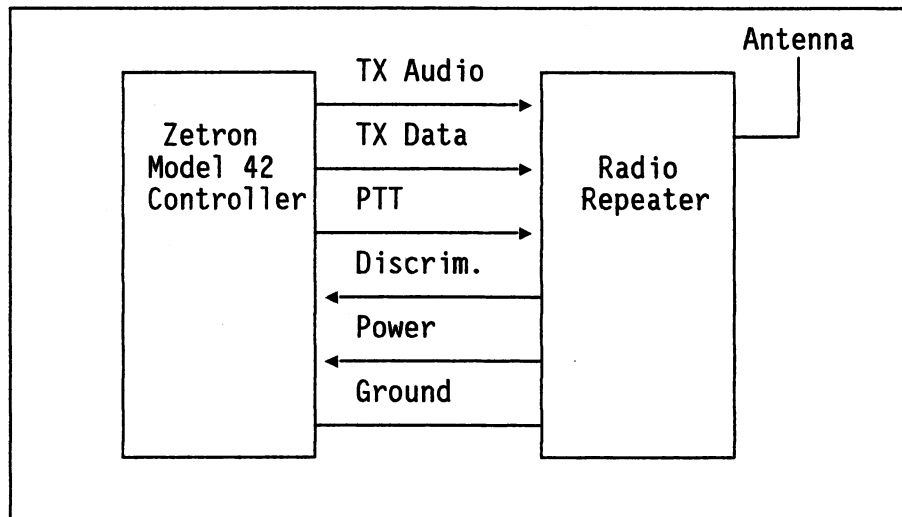 Antenna
TX Audio
Zetron
Model 42
Controller
TX Data
Radio
Repeater
PTT
Discrim.
Power
Ground